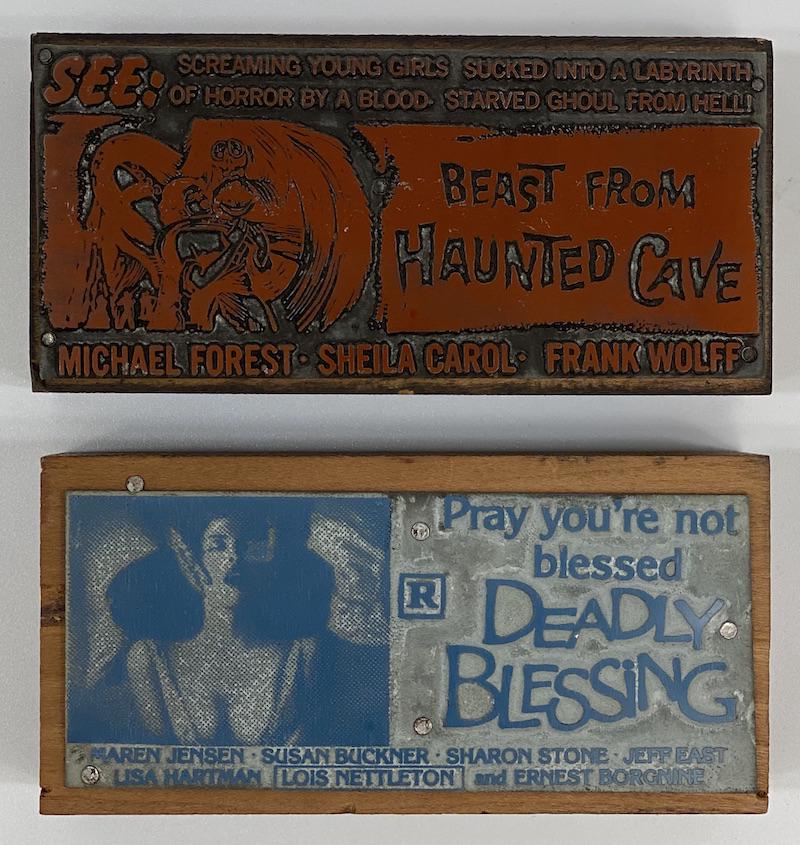 SEE: SCREAMING YOUNG GIRLS SUCKED INTO A LABYRINTH
OF HORROR BY A BLOOD- STARVED GHOUL FROM HELL!
BEAST FROM
HAUNTED CAVE
MICHAEL FOREST · SHEILA CAROL · FRANK WOLFF
Pray you're not
blessed
R
DEADLY
BLESSiNG
MAREN JENSEN · SUSAN BUCKNER · SHARON STONE · JEFF EAST
LISA HARTMAN LOIS NETTLETON and ERNEST BORGNINE